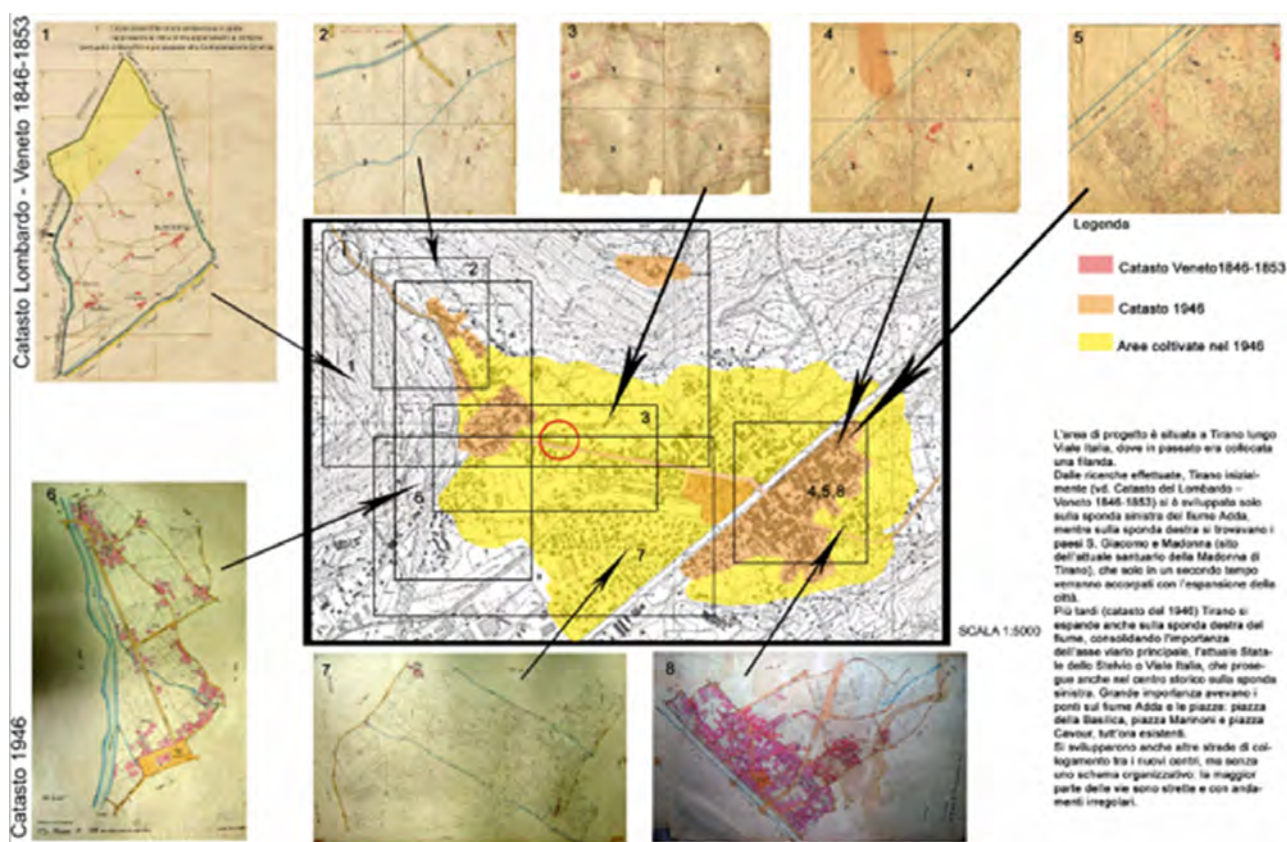 Catasto Lombardo - Veneto 1846-1853
1
2
3
4
5
Legenda
Catasto Veneto1846-1853
Catasto 1946
Aree coltivate nel 1946
1
2
3
6
7
4,5,8
SCALA 1:5000
L'area di progetto è situata a Tirano lungo
Viale Italia, dove in passato era collocata
una filanda.
Dalle ricerche effettuate, Tirano inizial-
mente (vd. Catasto del Lombardo –
Veneto 1846-1853) si è sviluppato solo
sulla sponda sinistra del fiume Adda,
mentre sulla sponda destra si trovavano i
paesi S. Giacomo e Madonna (sito
dell'attuale santuario della Madonna di
Tirano), che solo in un secondo tempo
verranno accorpati con l'espansione della
città.
Più tardi (catasto del 1946) Tirano si
espande anche sulla sponda destra del
fiume, consolidando l'importanza
dell'asse viario principale, l'attuale Stata-
le dello Stelvio o Viale Italia, che prose-
gue anche nel centro storico sulla sponda
sinistra. Grande importanza avevano i
ponti sul fiume Adda e le piazze: piazza
della Basilica, piazza Marinoni e piazza
Cavour, tutt'ora esistenti.
Si svilupparono anche altre strade di col-
legamento tra i nuovi centri, ma senza
uno schema organizzativo: la maggior
parte delle vie sono strette e con anda-
menti irregolari.
Catasto 1946
6
7
8